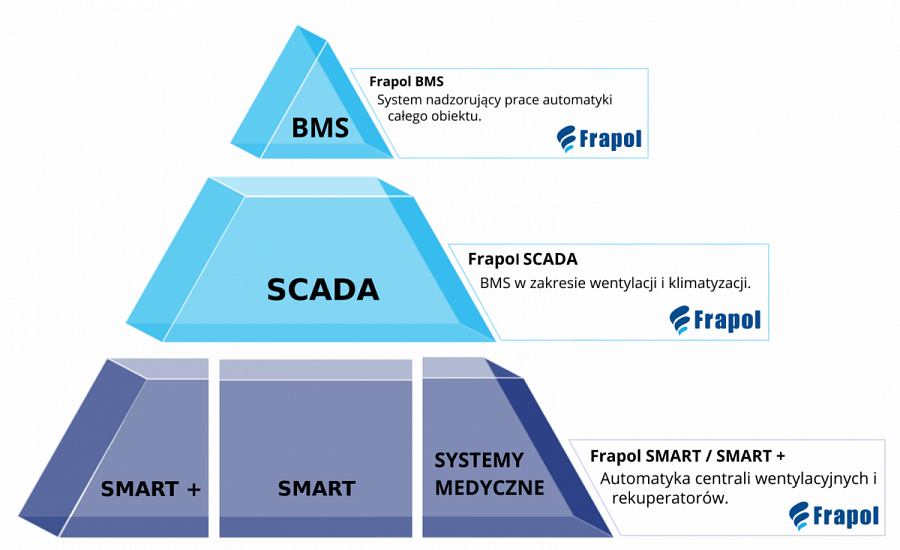 Frapol BMS
System nadzorujący prace automatyki
całego obiektu.
BMS
Frapol
Frapol SCADA
BMS w zakresie wentylacji i klimatyzacji.
SCADA
Frapol
Frapol SMART / SMART +
Automatyka centrali wentylacyjnych i
rekuperatorów.
SYSTEMY
MEDYCZNE
SMART +
SMART
Frapol